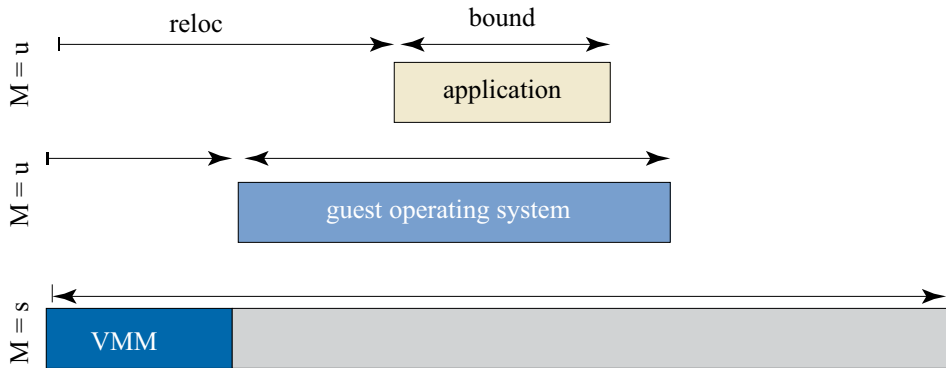 reloc
bound
M = u
application
M = u
guest operating system
M = s
VMM